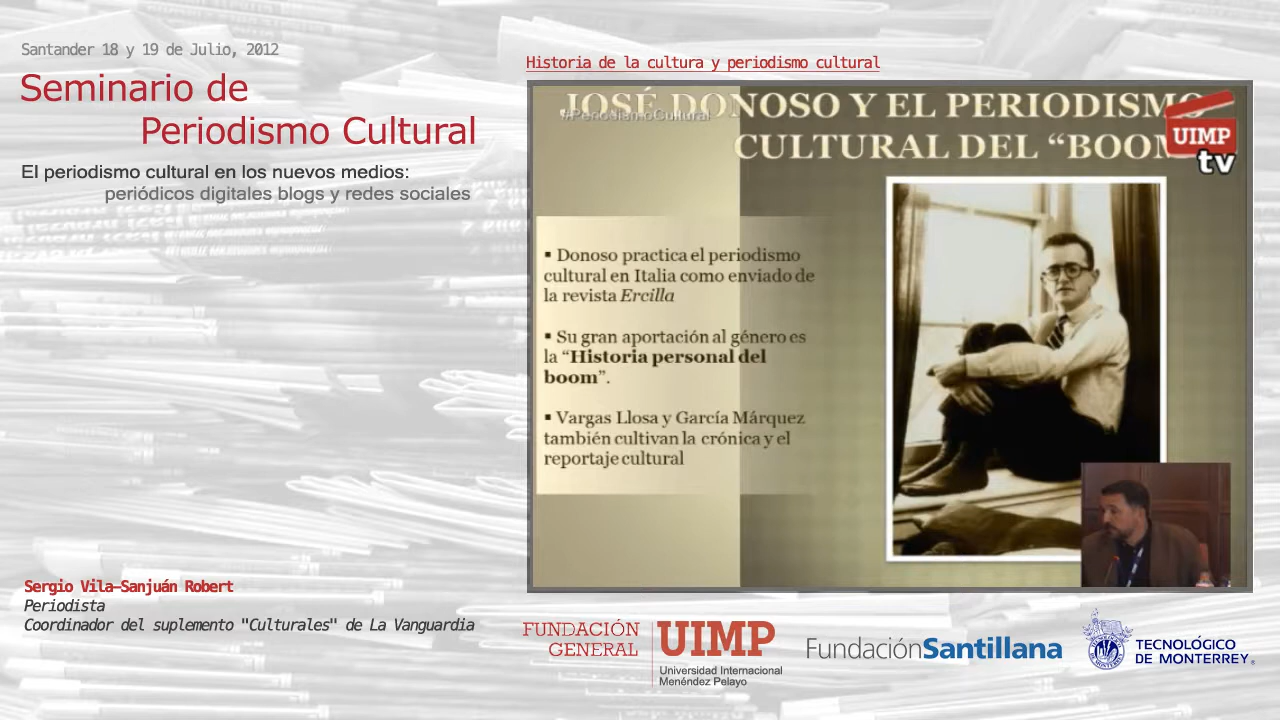 Santander 18 y 19 de Julio, 2012
Seminario de
Periodismo Cultural
El periodismo cultural en los nuevos medios:
periódicos digitales blogs y redes sociales
Historia de la cultura y periodismo cultural
JOSÉ DONOSO Y EL PERIODISMO
#PeriodismoCultural
CULTURAL DEL “BOOM
UIMP
tv
▪ Donoso practica el periodismo
cultural en Italia como enviado de
la revista Ercilla
▪ Su gran aportación al género es
la “Historia personal del
boom”.
▪ Vargas Llosa y García Márquez
también cultivan la crónica y el
reportaje cultural
Sergio Vila-Sanjuán Robert
Periodista
Coordinador del suplemento "Culturales" de La Vanguardia
FUNDACIÓN
GENERAL
UIMP
Universidad Internacional
Menéndez Pelayo
FundaciónSantillana
TECNOLÓGICO
DE MONTERREY®